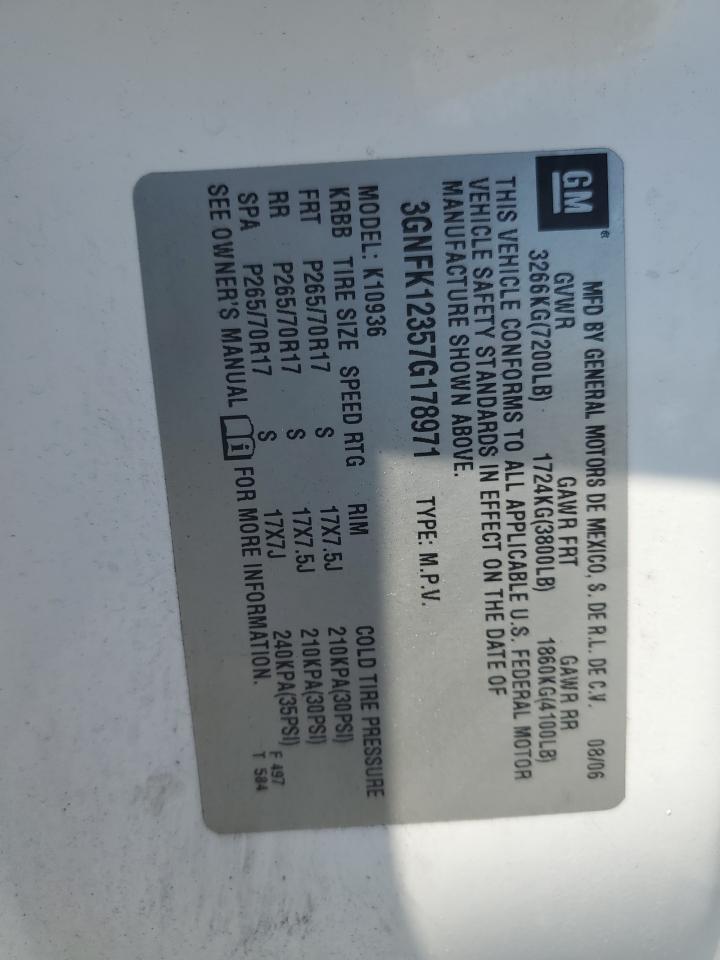 GM
MFD BY GENERAL MOTORS DE MEXICO, S. DE R.L. DE C.V. 08/06
GVWR GAWR FRT GAWR RR
3266KG(7200LB) 1724KG(3800LB) 1860KG(4100LB)
THIS VEHICLE CONFORMS TO ALL APPLICABLE U.S. FEDERAL MOTOR
VEHICLE SAFETY STANDARDS IN EFFECT ON THE DATE OF
MANUFACTURE SHOWN ABOVE.
3GNFK12357G178971 TYPE: M.P.V.
MODEL: K10936
KRBB TIRE SIZE SPEED RTG RIM COLD TIRE PRESSURE
FRT P265/70R17 S 17X7.5J 210KPA(30PSI)
RR P265/70R17 S 17X7.5J 210KPA(30PSI)
SPA P265/70R17 S 17X7J 240KPA(35PSI)
SEE OWNER'S MANUAL FOR MORE INFORMATION.
F 497
T 584